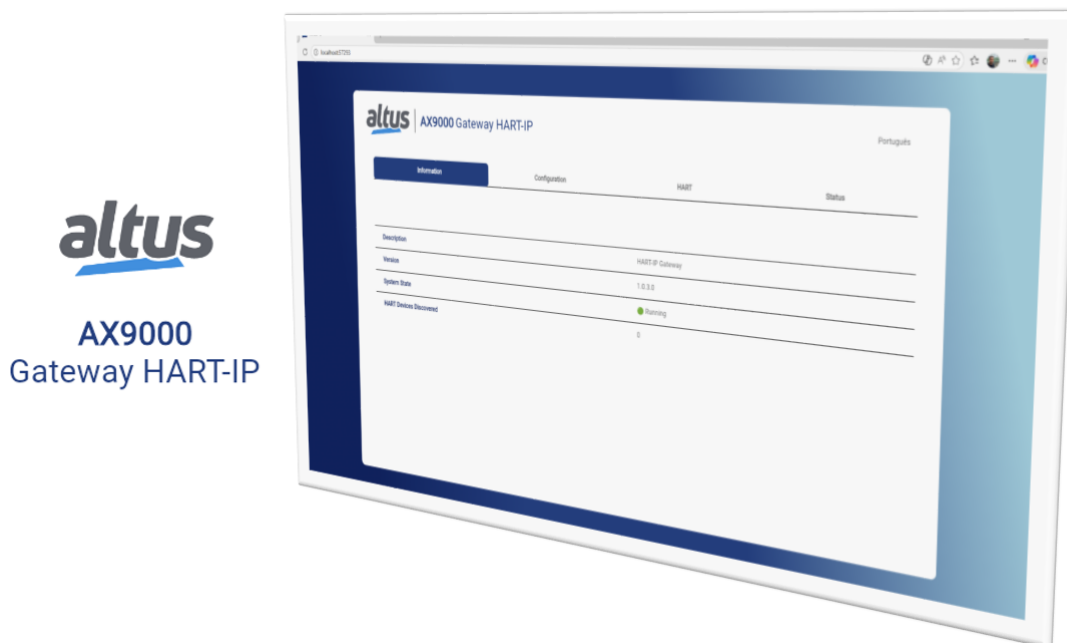 altus
AX9000
Gateway HART-IP
altus
AX9000 Gateway HART-IP
Português
Information
Configuration
HART
Status
Description
HART-IP Gateway
Version
1.0.3.0
System State
Running
HART Devices Discovered
0